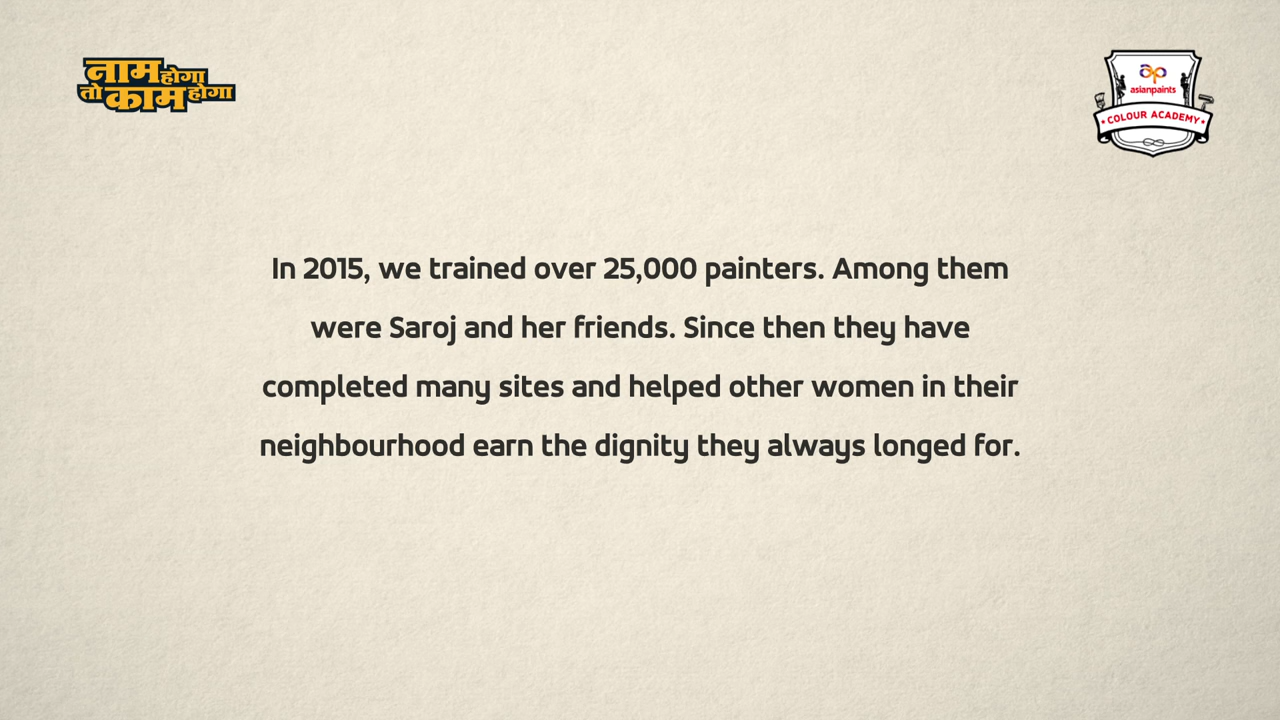 नाम होगा
तो काम होगा
ap
asianpaints
• COLOUR ACADEMY •
In 2015, we trained over 25,000 painters. Among them
were Saroj and her friends. Since then they have
completed many sites and helped other women in their
neighbourhood earn the dignity they always longed for.